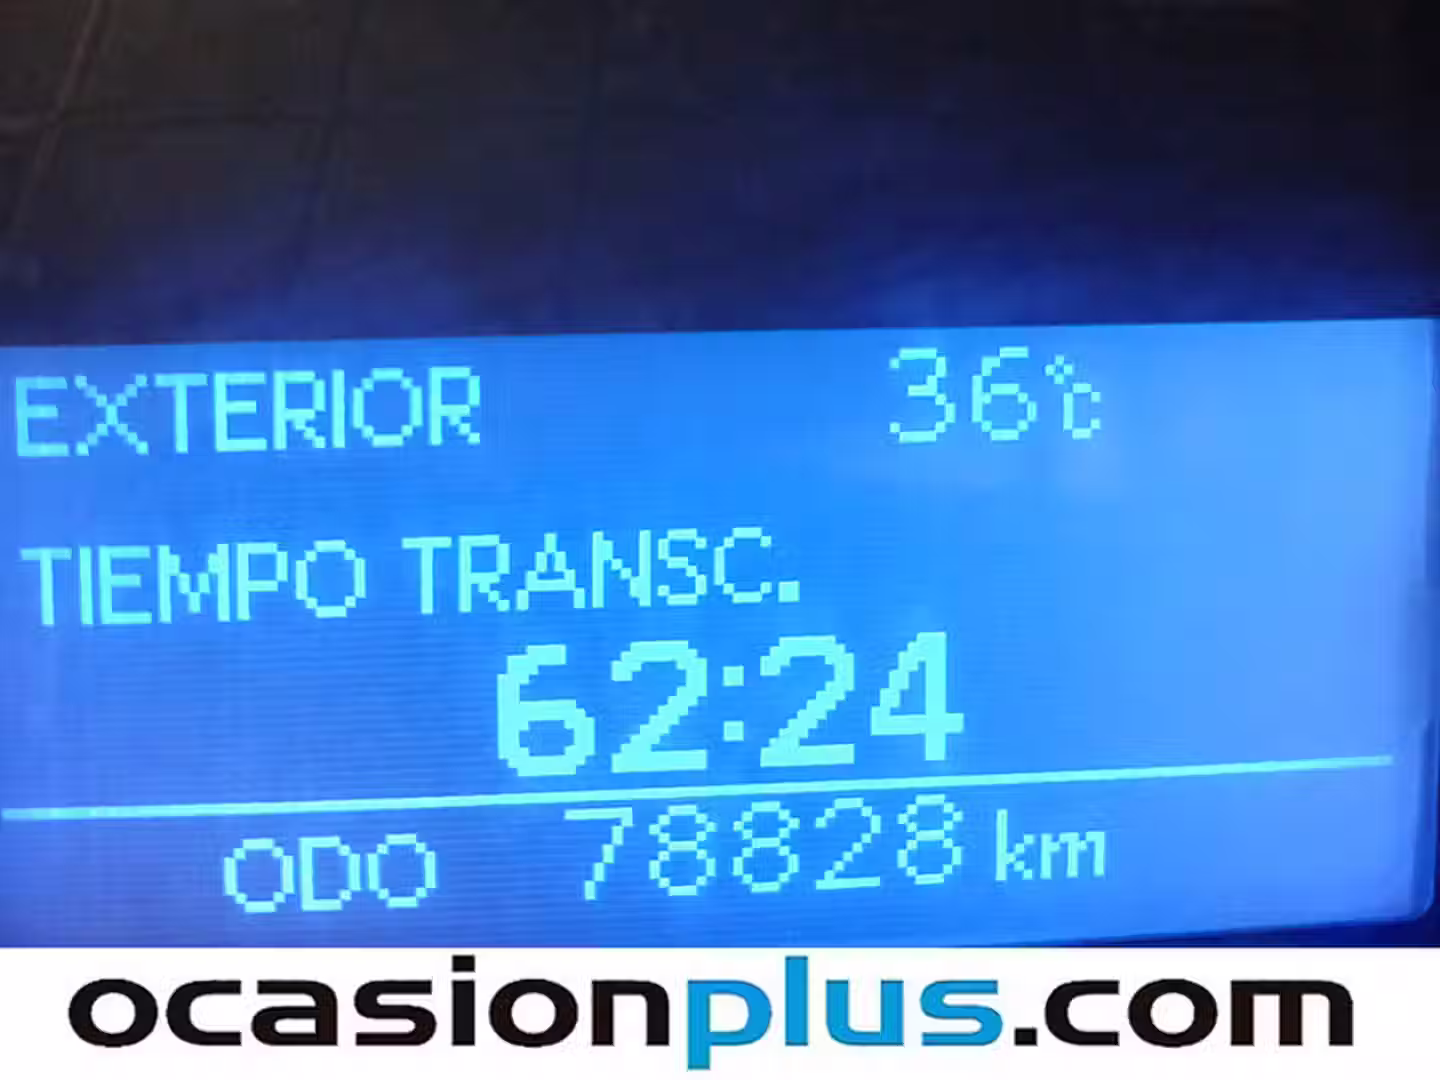 EXTERIOR 36°C
TIEMPO TRANSC.
62:24
ODO 78828 km
ocasionplus.com